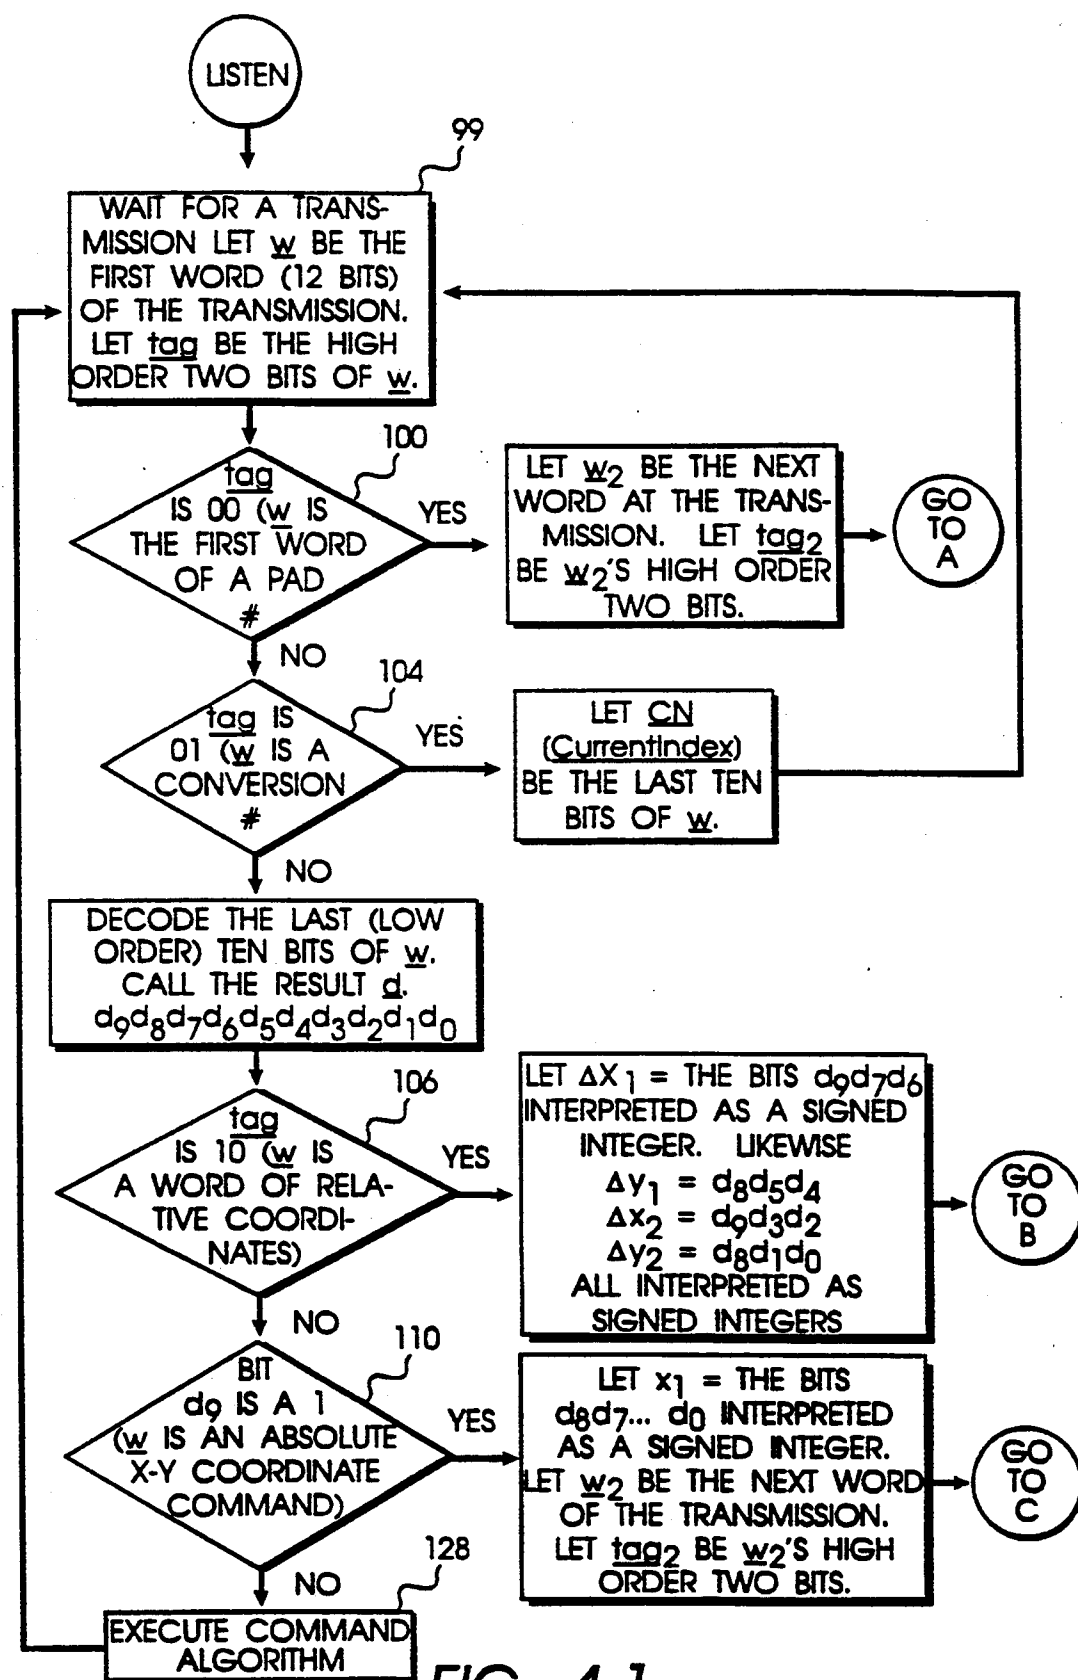 LISTEN
99
WAIT FOR A TRANS-
MISSION LET w BE THE
FIRST WORD (12 BITS)
OF THE TRANSMISSION.
LET tag BE THE HIGH
ORDER TWO BITS OF w.
100
tag
IS 00 (w IS
THE FIRST WORD
OF A PAD
#
YES
LET w2 BE THE NEXT
WORD AT THE TRANS-
MISSION. LET tag2
BE w2'S HIGH ORDER
TWO BITS.
GO
TO
A
NO
104
tag IS
01 (w IS A
CONVERSION
#
YES
LET CN
(CurrentIndex)
BE THE LAST TEN
BITS OF w.
NO
DECODE THE LAST (LOW
ORDER) TEN BITS OF w.
CALL THE RESULT d.
d9d8d7d6d5d4d3d2d1d0
106
tag
IS 10 (w IS
A WORD OF RELA-
TIVE COORDI-
NATES)
YES
LET ΔX1 = THE BITS d9d7d6
INTERPRETED AS A SIGNED
INTEGER. LIKEWISE
Δy1 = d8d5d4
Δx2 = d9d3d2
Δy2 = d8d1d0
ALL INTERPRETED AS
SIGNED INTEGERS
GO
TO
B
NO
110
BIT
d9 IS A 1
(w IS AN ABSOLUTE
X-Y COORDINATE
COMMAND)
YES
LET x1 = THE BITS
d8d7... d0 INTERPRETED
AS A SIGNED INTEGER.
LET w2 BE THE NEXT WORD
OF THE TRANSMISSION.
LET tag2 BE w2'S HIGH
ORDER TWO BITS.
GO
TO
C
NO
128
EXECUTE COMMAND
ALGORITHM
FIG. 4.1